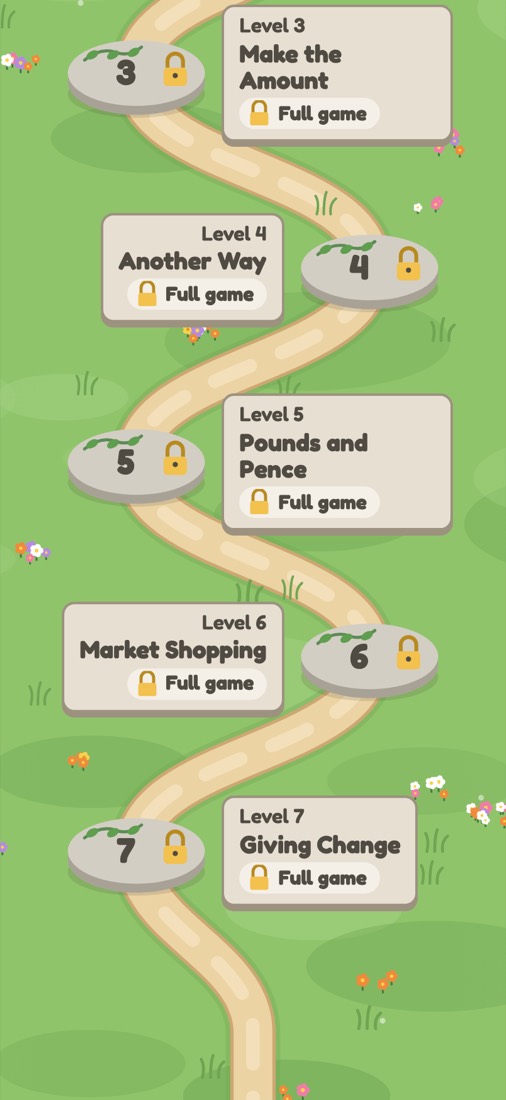 Level 3
Make the
Amount
Full game
3
Level 4
Another Way
Full game
4
Level 5
Pounds and
Pence
Full game
5
Level 6
Market Shopping
Full game
6
Level 7
Giving Change
Full game
7